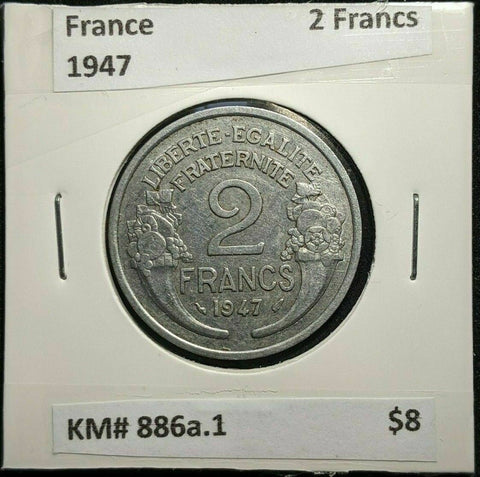 France 2 Francs
1947
LIBERTE·EGALITE
FRATERNITE
2
FRANCS
1947
KM# 886a.1 $8